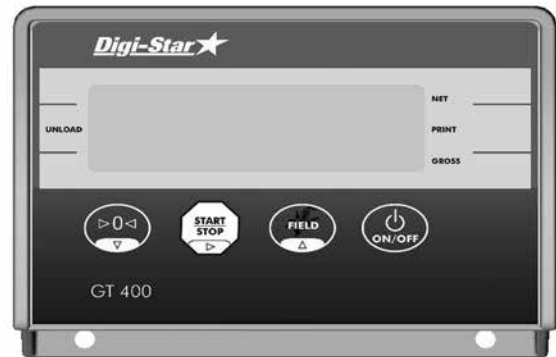 Digi-Star
NET
UNLOAD
PRINT
GROSS
▷0◁
START
STOP
FIELD
ON/OFF
GT 400